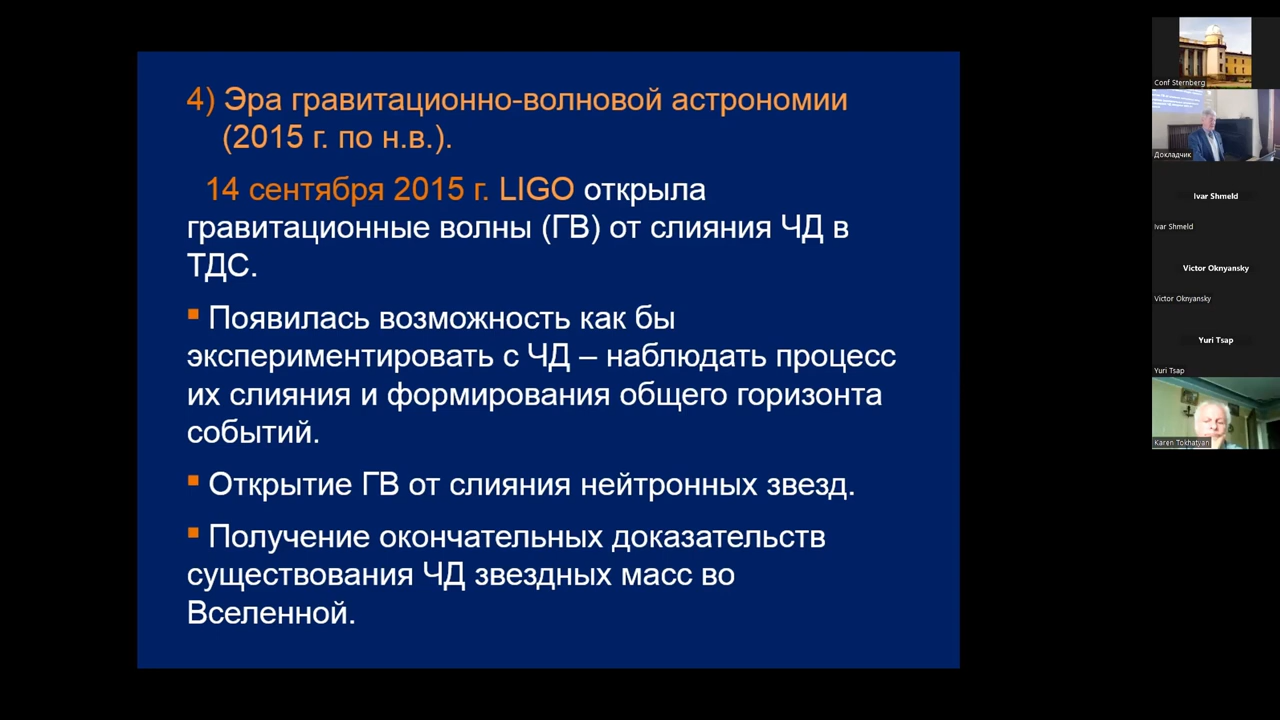 4) Эра гравитационно-волновой астрономии
(2015 г. по н.в.).
14 сентября 2015 г. LIGO открыла
гравитационные волны (ГВ) от слияния ЧД в
ТДС.
Появилась возможность как бы
экспериментировать с ЧД – наблюдать процесс
их слияния и формирования общего горизонта
событий.
Открытие ГВ от слияния нейтронных звезд.
Получение окончательных доказательств
существования ЧД звездных масс во
Вселенной.
Conf Sternberg
Докладчик
Ivar Shmeld
Ivar Shmeld
Victor Oknyansky
Victor Oknyansky
Yuri Tsap
Yuri Tsap
Karen Tokhatyan